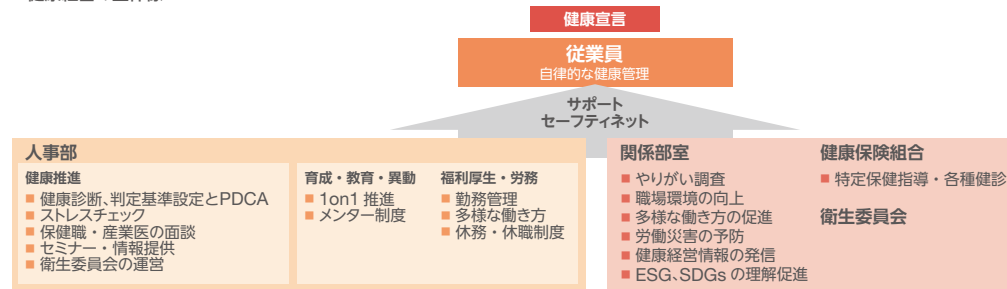 健康宣言
従業員
自律的な健康管理
サポート
セーフティネット
人事部
健康推進
■ 健康診断、判定基準設定とPDCA
■ ストレスチェック
■ 保健職・産業医の面談
■ セミナー・情報提供
■ 衛生委員会の運営
育成・教育・異動
■ 1on1 推進
■ メンター制度
福利厚生・労務
■ 勤務管理
■ 多様な働き方
■ 休務・休職制度
関係部室
■ やりがい調査
■ 職場環境の向上
■ 多様な働き方の促進
■ 労働災害の予防
■ 健康経営情報の発信
■ ESG、SDGs の理解促進
健康保険組合
■ 特定保健指導・各種健診
衛生委員会